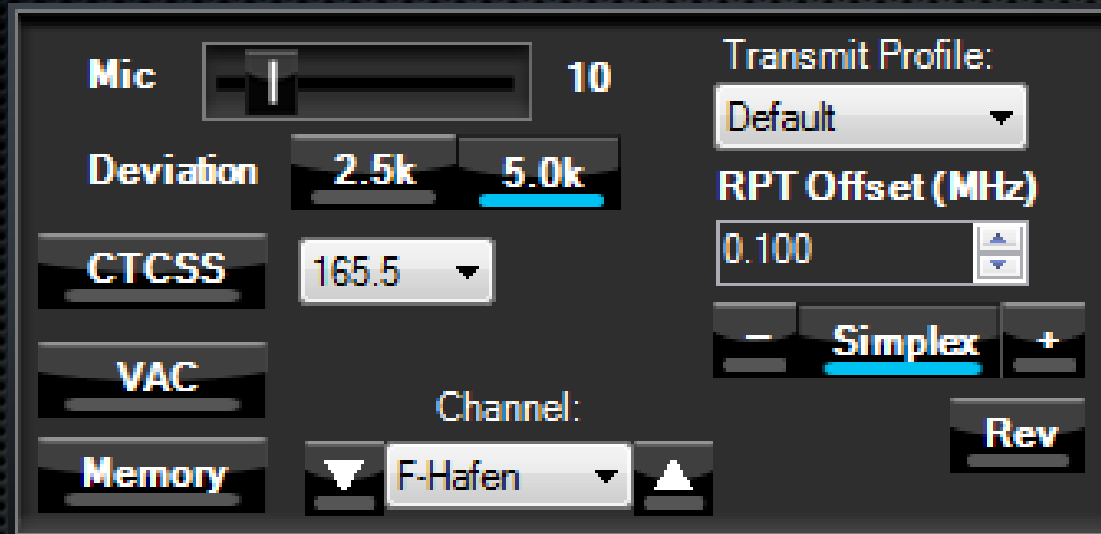 Mic 10
Deviation 2.5k 5.0k
CTCSS 165.5
VAC
Memory
Channel:
F-Hafen
Transmit Profile:
Default
RPT Offset (MHz)
0.100
− Simplex +
Rev